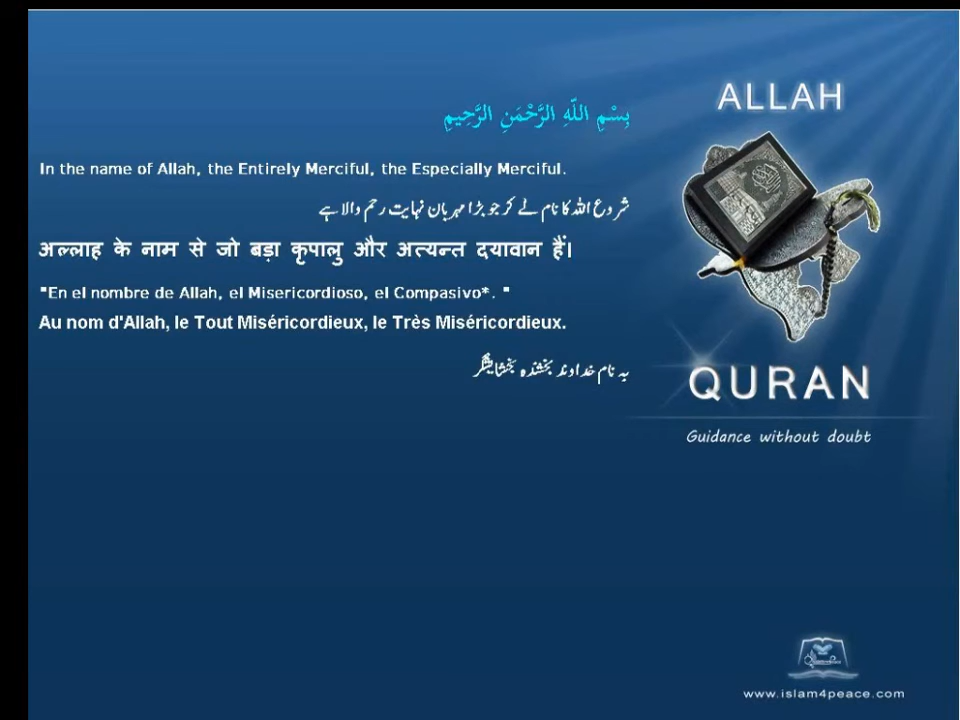 بِسْمِ اللَّهِ الرَّحْمَنِ الرَّحِيمِ
In the name of Allah, the Entirely Merciful, the Especially Merciful.
شروع الله کا نام لے کر جو بڑا مہربان نہایت رحم والا ہے
अल्लाह के नाम से जो बड़ा कृपालु और अत्यन्त दयावान हैं।
"En el nombre de Allah, el Misericordioso, el Compasivo*. "
Au nom d'Allah, le Tout Miséricordieux, le Très Miséricordieux.
به نام خداوند بخشنده بخشایشگر
ALLAH
QURAN
Guidance without doubt
www.islam4peace.com